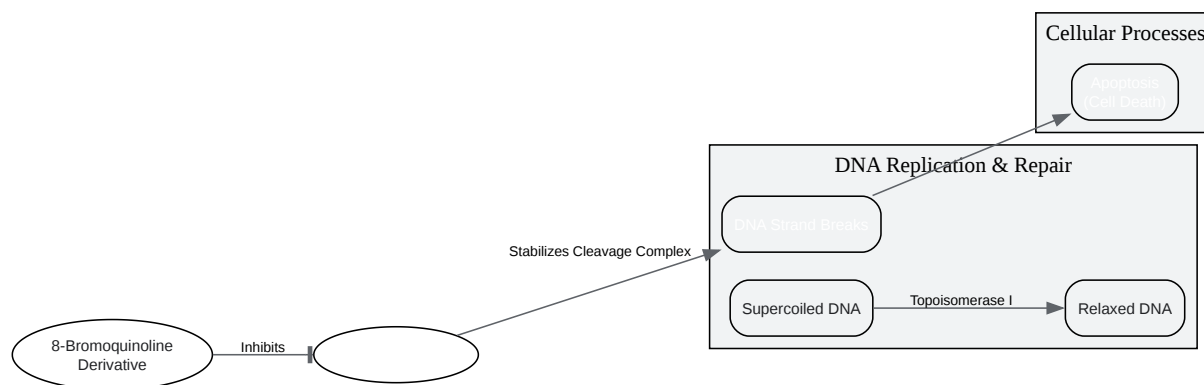 Cellular Processes
Apoptosis
(Cell Death)
DNA Replication & Repair
DNA Strand Breaks
Stabilizes Cleavage Complex
Supercoiled DNA
Topoisomerase I
Relaxed DNA
8-Bromoquinoline
Derivative
Inhibits